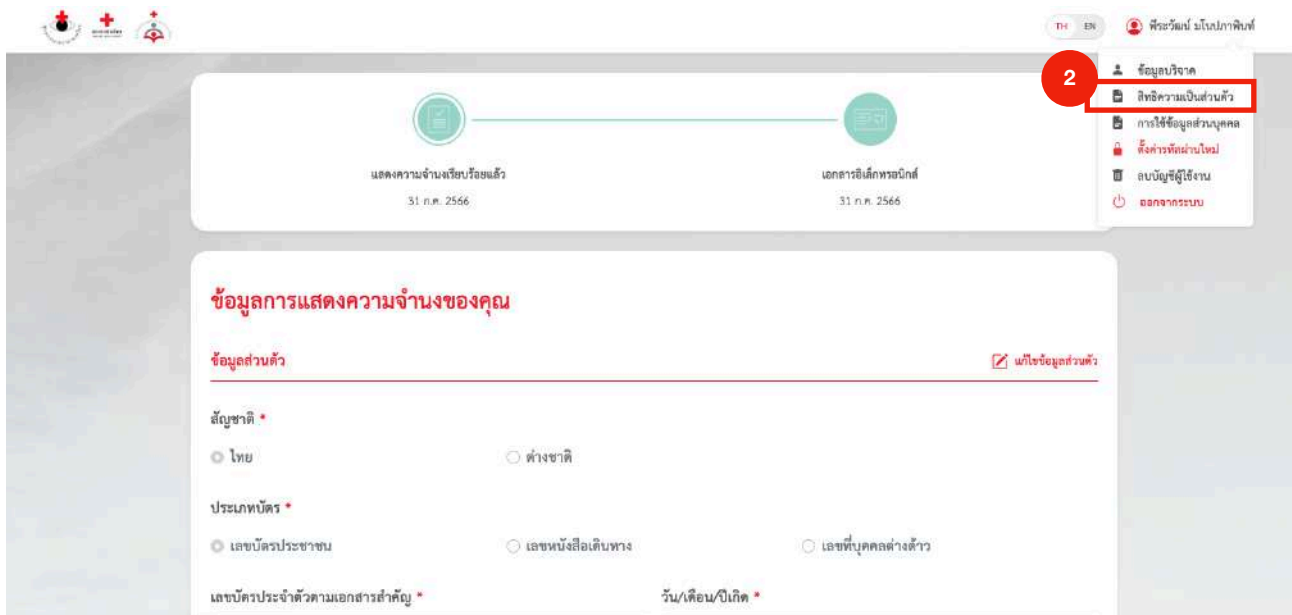 TH EN
พีระวัฒน์ มโนปภาพิมท์
2
ข้อมูลบริจาค
สิทธิความเป็นส่วนตัว
การใช้ข้อมูลส่วนบุคคล
ตั้งค่ารหัสผ่านใหม่
ลบบัญชีผู้ใช้งาน
ออกจากระบบ
แสดงความจำนงเรียบร้อยแล้ว
31 ก.ค. 2566
เอกสารอิเล็กทรอนิกส์
31 ก.ค. 2566
ข้อมูลการแสดงความจำนงของคุณ
ข้อมูลส่วนตัว
แก้ไขข้อมูลส่วนตัว
สัญชาติ *
ไทย ต่างชาติ
ประเภทบัตร *
เลขบัตรประชาชน เลขหนังสือเดินทาง เลขที่บุคคลต่างด้าว
เลขบัตรประจำตัวตามเอกสารสำคัญ * วัน/เดือน/ปีเกิด *